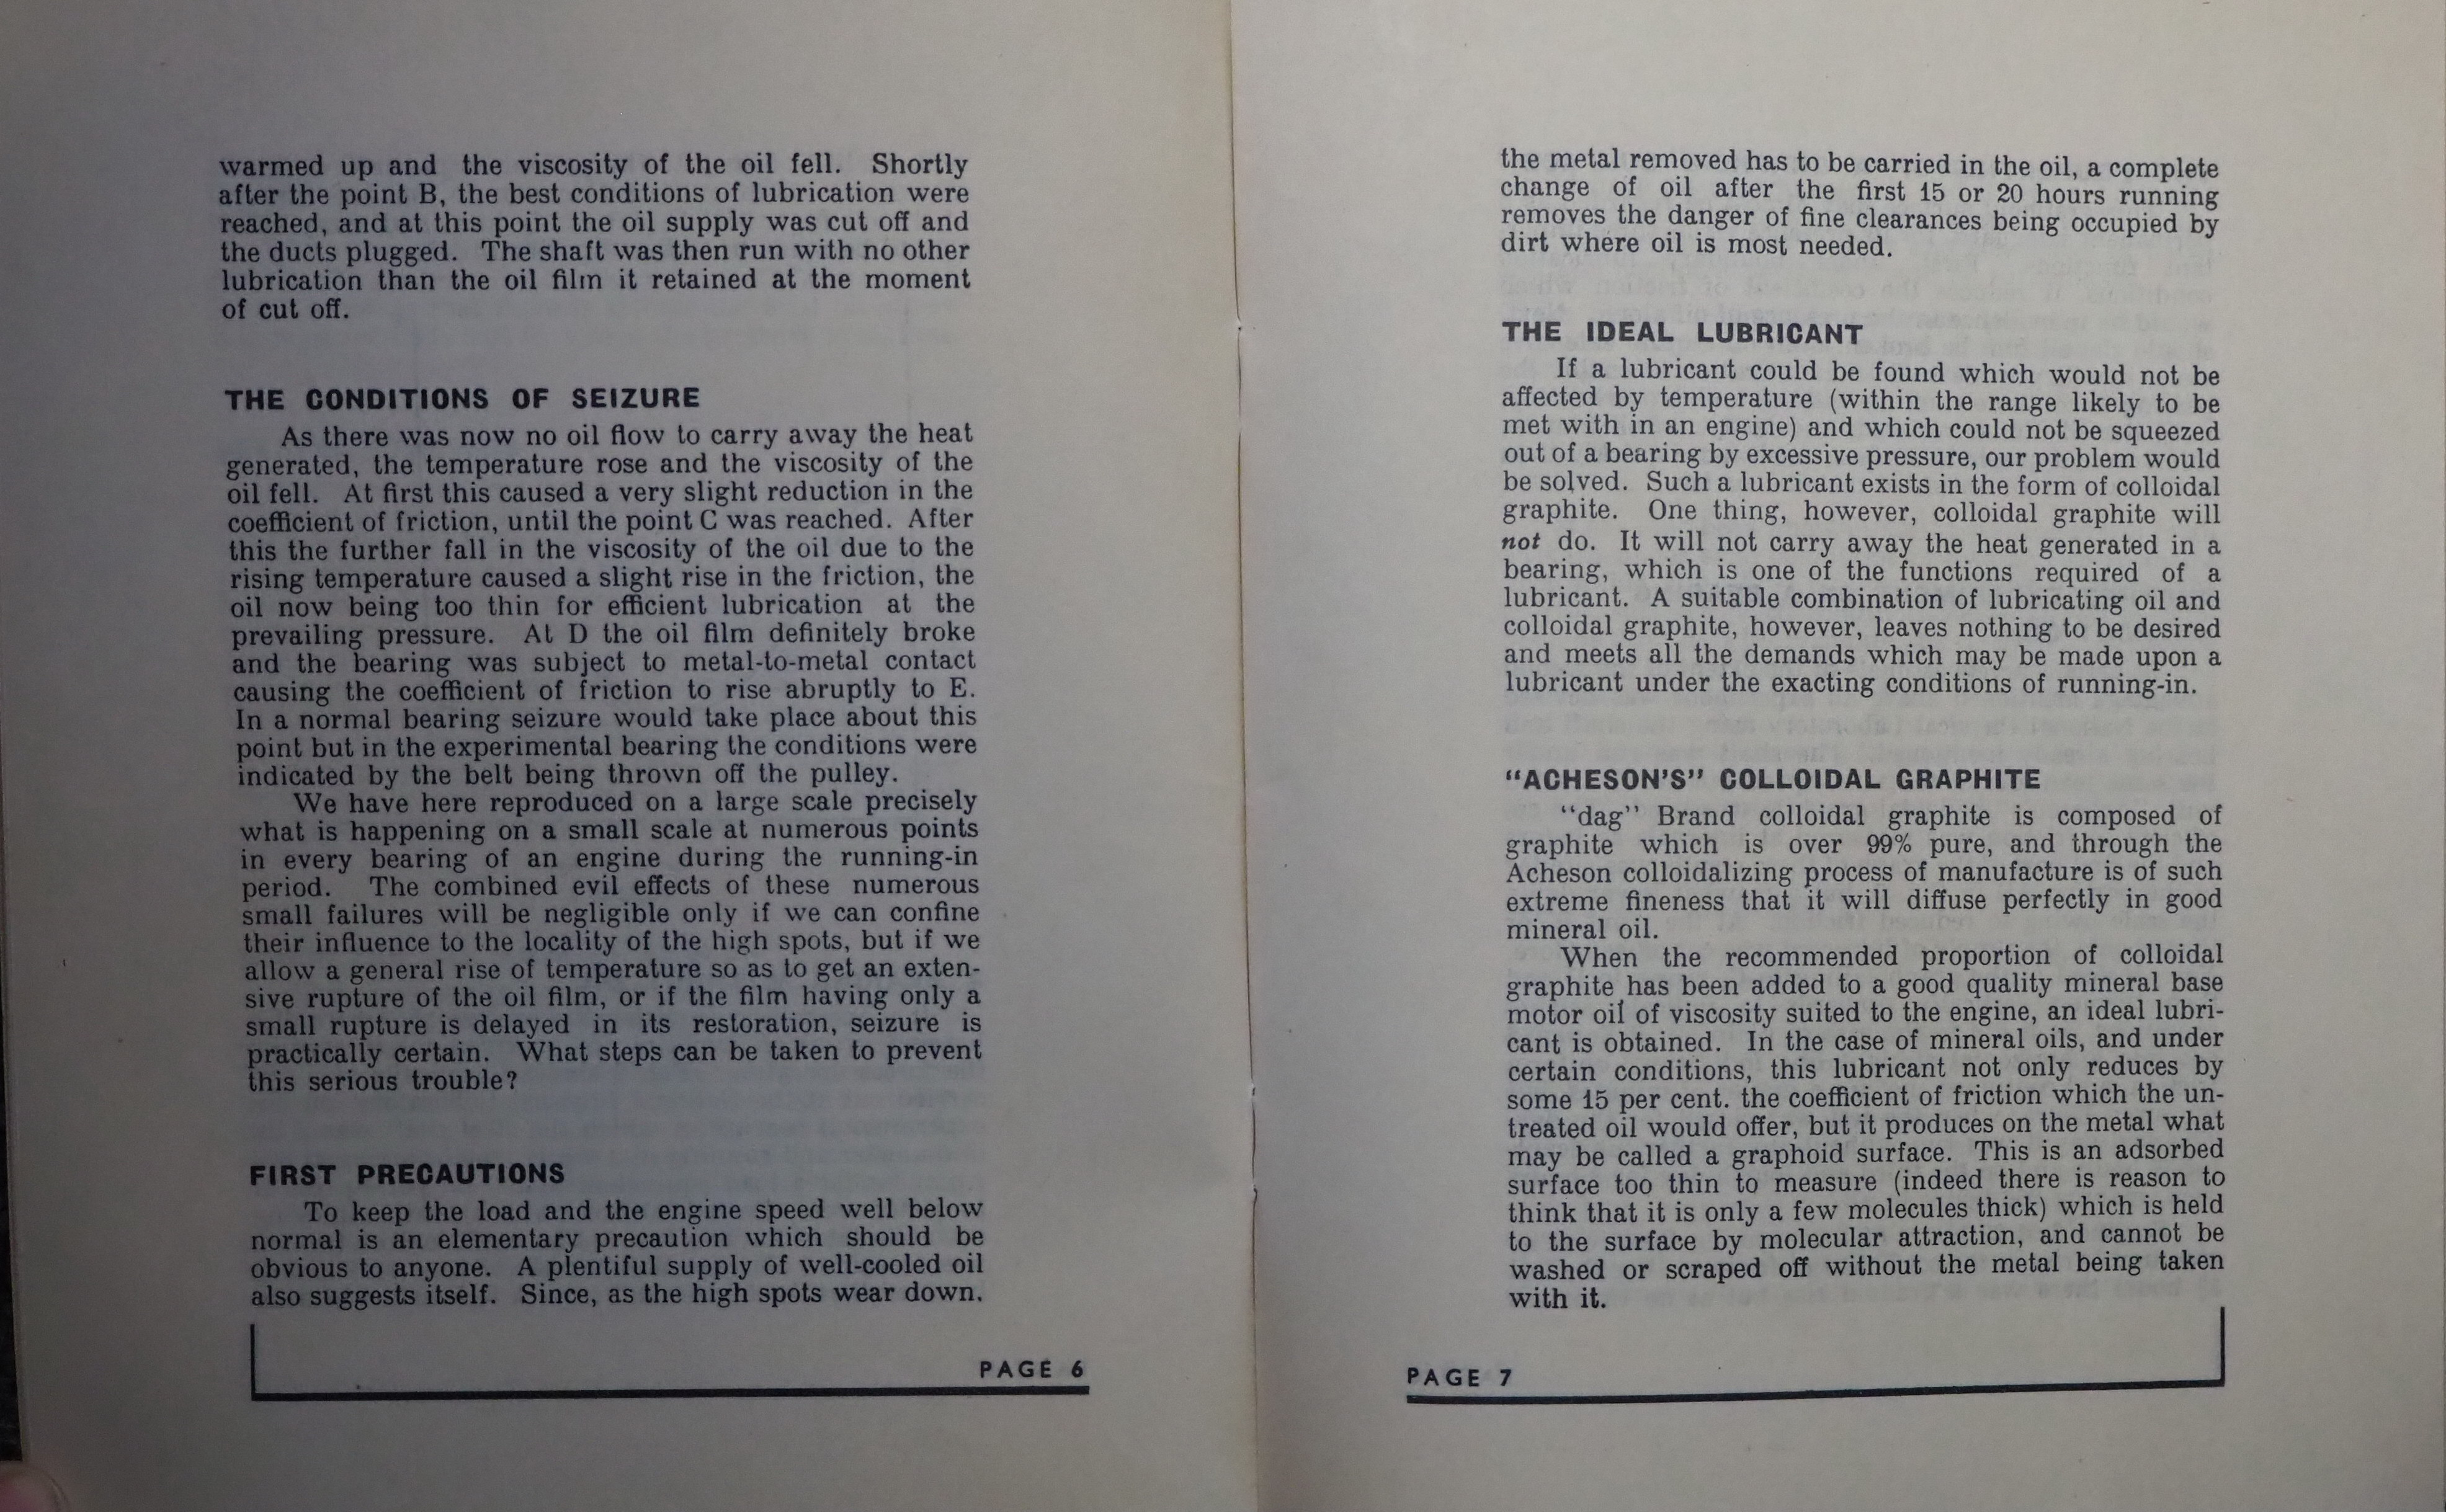 warmed up and the viscosity of the oil fell. Shortly
after the point B, the best conditions of lubrication were
reached, and at this point the oil supply was cut off and
the ducts plugged. The shaft was then run with no other
lubrication than the oil film it retained at the moment
of cut off.
THE CONDITIONS OF SEIZURE
As there was now no oil flow to carry away the heat
generated, the temperature rose and the viscosity of the
oil fell. At first this caused a very slight reduction in the
coefficient of friction, until the point C was reached. After
this the further fall in the viscosity of the oil due to the
rising temperature caused a slight rise in the friction, the
oil now being too thin for efficient lubrication at the
prevailing pressure. At D the oil film definitely broke
and the bearing was subject to metal-to-metal contact
causing the coefficient of friction to rise abruptly to E.
In a normal bearing seizure would take place about this
point but in the experimental bearing the conditions were
indicated by the belt being thrown off the pulley.
We have here reproduced on a large scale precisely
what is happening on a small scale at numerous points
in every bearing of an engine during the running-in
period. The combined evil effects of these numerous
small failures will be negligible only if we can confine
their influence to the locality of the high spots, but if we
allow a general rise of temperature so as to get an exten-
sive rupture of the oil film, or if the film having only a
small rupture is delayed in its restoration, seizure is
practically certain. What steps can be taken to prevent
this serious trouble?
FIRST PRECAUTIONS
To keep the load and the engine speed well below
normal is an elementary precaution which should be
obvious to anyone. A plentiful supply of well-cooled oil
also suggests itself. Since, as the high spots wear down.
PAGE 6
the metal removed has to be carried in the oil, a complete
change of oil after the first 15 or 20 hours running
removes the danger of fine clearances being occupied by
dirt where oil is most needed.
THE IDEAL LUBRICANT
If a lubricant could be found which would not be
affected by temperature (within the range likely to be
met with in an engine) and which could not be squeezed
out of a bearing by excessive pressure, our problem would
be solved. Such a lubricant exists in the form of colloidal
graphite. One thing, however, colloidal graphite will
not do. It will not carry away the heat generated in a
bearing, which is one of the functions required of a
lubricant. A suitable combination of lubricating oil and
colloidal graphite, however, leaves nothing to be desired
and meets all the demands which may be made upon a
lubricant under the exacting conditions of running-in.
"ACHESON'S" COLLOIDAL GRAPHITE
"dag" Brand colloidal graphite is composed of
graphite which is over 99% pure, and through the
Acheson colloidalizing process of manufacture is of such
extreme fineness that it will diffuse perfectly in good
mineral oil.
When the recommended proportion of colloidal
graphite has been added to a good quality mineral base
motor oil of viscosity suited to the engine, an ideal lubri-
cant is obtained. In the case of mineral oils, and under
certain conditions, this lubricant not only reduces by
some 15 per cent. the coefficient of friction which the un-
treated oil would offer, but it produces on the metal what
may be called a graphoid surface. This is an adsorbed
surface too thin to measure (indeed there is reason to
think that it is only a few molecules thick) which is held
to the surface by molecular attraction, and cannot be
washed or scraped off without the metal being taken
with it.
PAGE 7